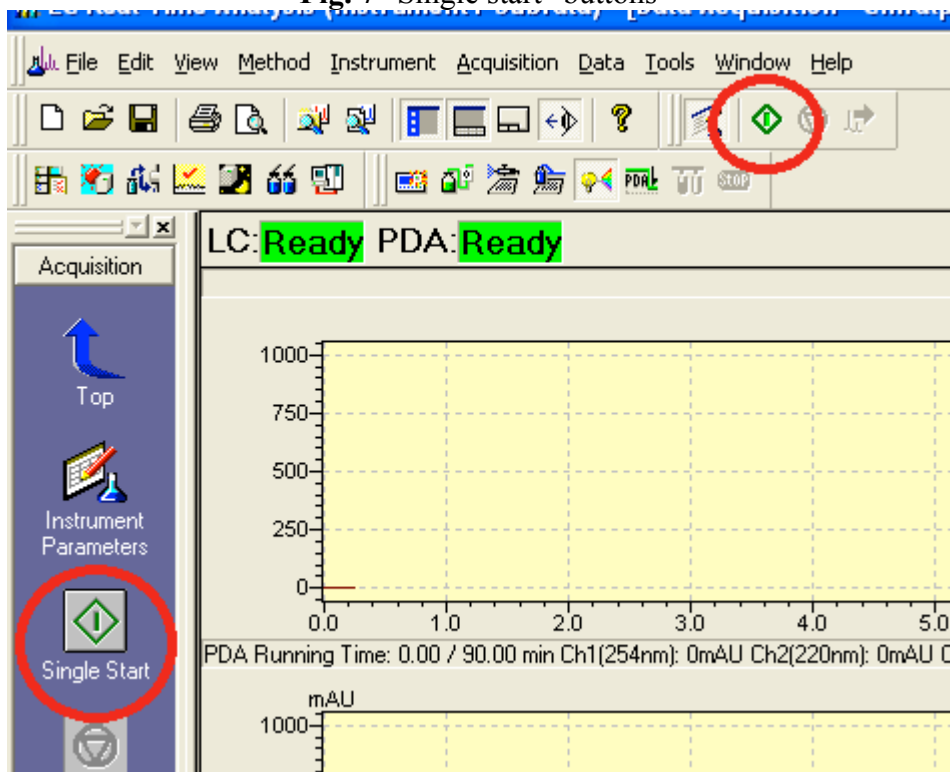 Fig. 7 "Single start" buttons
File Edit View Method Instrument Acquisition Data Tools Window Help
PDA STOP
LC: Ready PDA: Ready
Acquisition
Top
Instrument
Parameters
Single Start
1000
750
500
250
0
0.0 1.0 2.0 3.0 4.0 5.0
PDA Running Time: 0.00 / 90.00 min Ch1(254nm): 0mAU Ch2(220nm): 0mAU C
mAU
1000